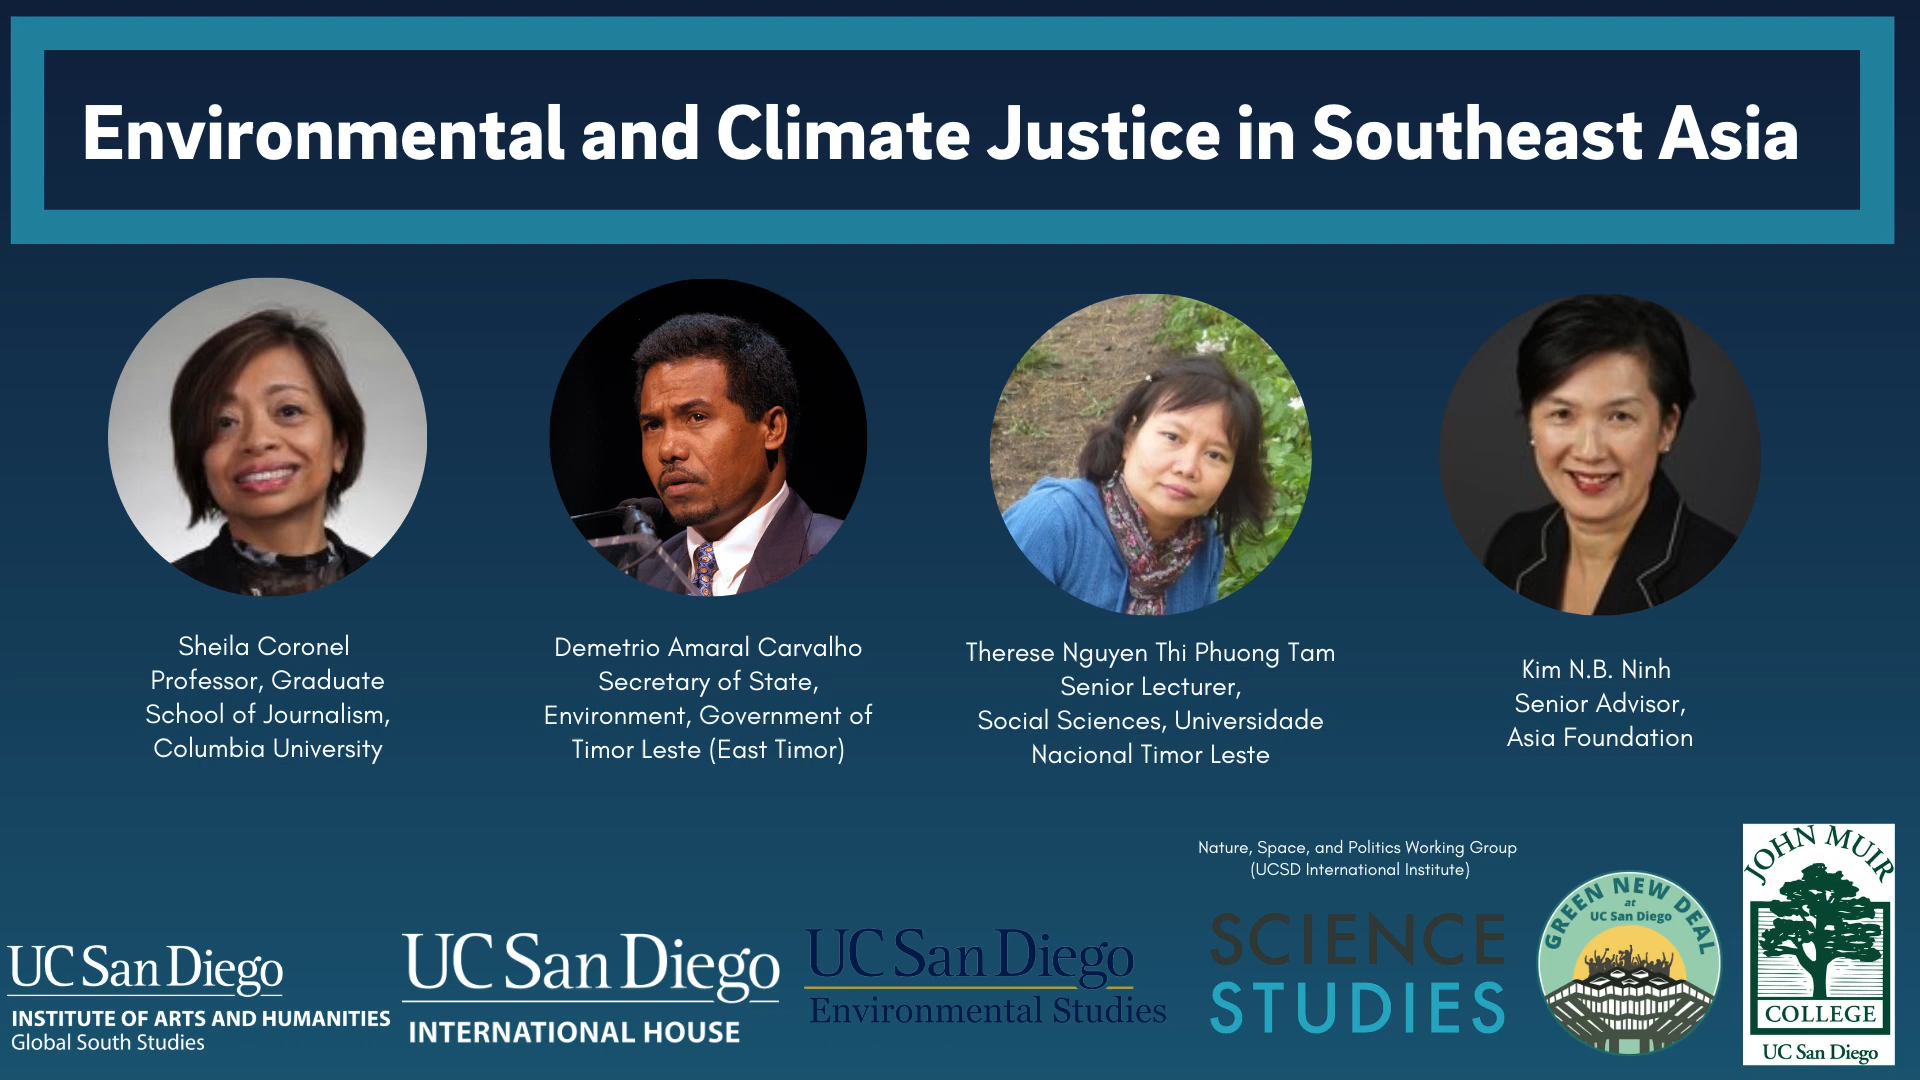 Environmental and Climate Justice in Southeast Asia
Sheila Coronel
Professor, Graduate
School of Journalism,
Columbia University
Demetrio Amaral Carvalho
Secretary of State,
Environment, Government of
Timor Leste (East Timor)
Therese Nguyen Thi Phuong Tam
Senior Lecturer,
Social Sciences, Universidade
Nacional Timor Leste
Kim N.B. Ninh
Senior Advisor,
Asia Foundation
UC San Diego
INSTITUTE OF ARTS AND HUMANITIES
Global South Studies
UC San Diego
INTERNATIONAL HOUSE
UC San Diego
Environmental Studies
Nature, Space, and Politics Working Group
(UCSD International Institute)
SCIENCE
STUDIES
GREEN NEW DEAL
at
UC San Diego
JOHN MUIR
COLLEGE
UC San Diego